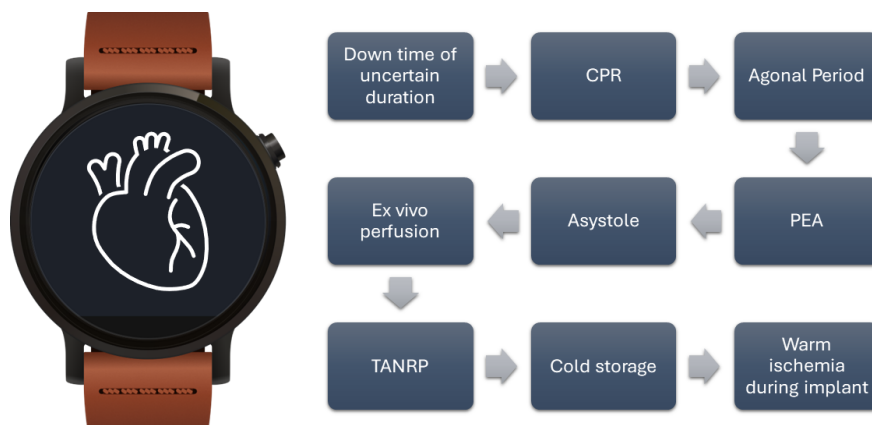 Down time of
uncertain
duration
CPR
Agonal Period
PEA
Asystole
Ex vivo
perfusion
TANRP
Cold storage
Warm
ischemia
during implant